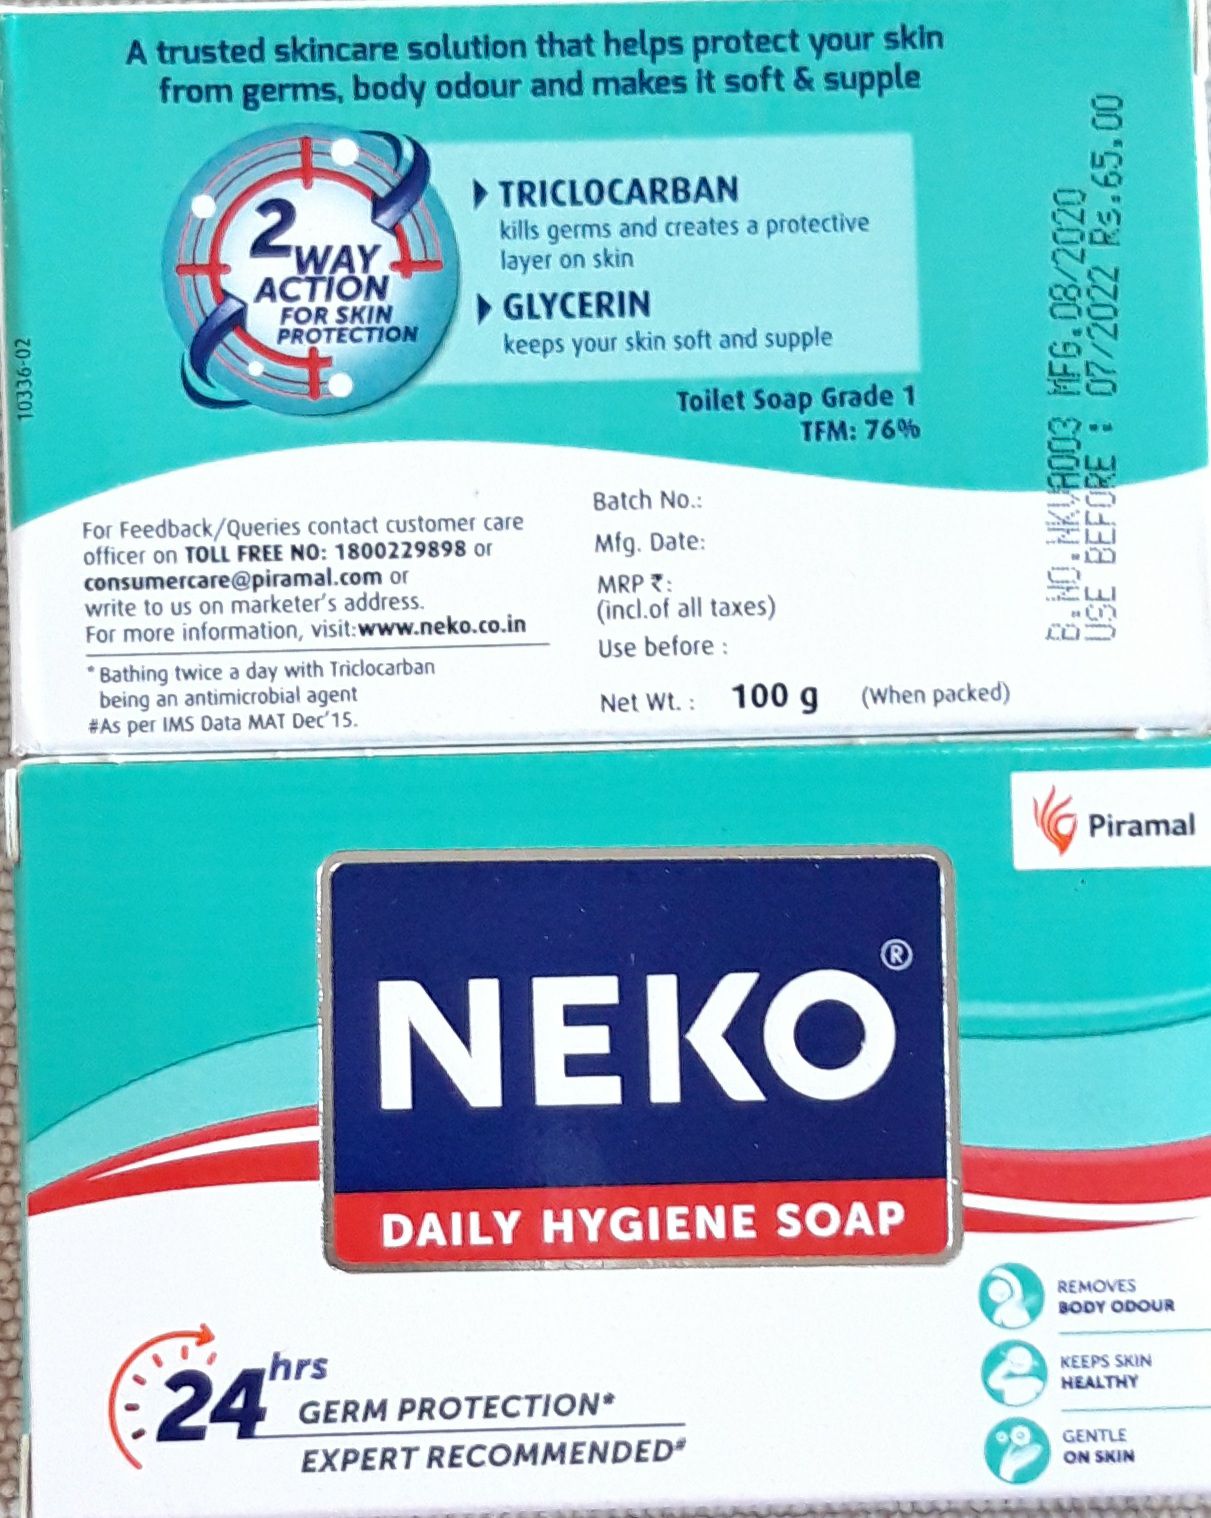 A trusted skincare solution that helps protect your skin
from germs, body odour and makes it soft & supple
2
WAY
ACTION
FOR SKIN
PROTECTION
TRICLOCARBAN
kills germs and creates a protective
layer on skin
GLYCERIN
keeps your skin soft and supple
Toilet Soap Grade 1
TFM: 76%
10336-02
B.NO.NKVA003 MFG.08/2020
USE BEFORE : 07/2022 Rs.65.00
For Feedback/Queries contact customer care
officer on TOLL FREE NO: 1800229898 or
consumercare@piramal.com or
write to us on marketer's address.
For more information, visit:www.neko.co.in
* Bathing twice a day with Triclocarban
being an antimicrobial agent
#As per IMS Data MAT Dec'15.
Batch No.:
Mfg. Date:
MRP ₹:
(incl.of all taxes)
Use before :
Net Wt. : 100 g (When packed)
Piramal
NEKO®
DAILY HYGIENE SOAP
24hrs
GERM PROTECTION*
EXPERT RECOMMENDED#
REMOVES
BODY ODOUR
KEEPS SKIN
HEALTHY
GENTLE
ON SKIN